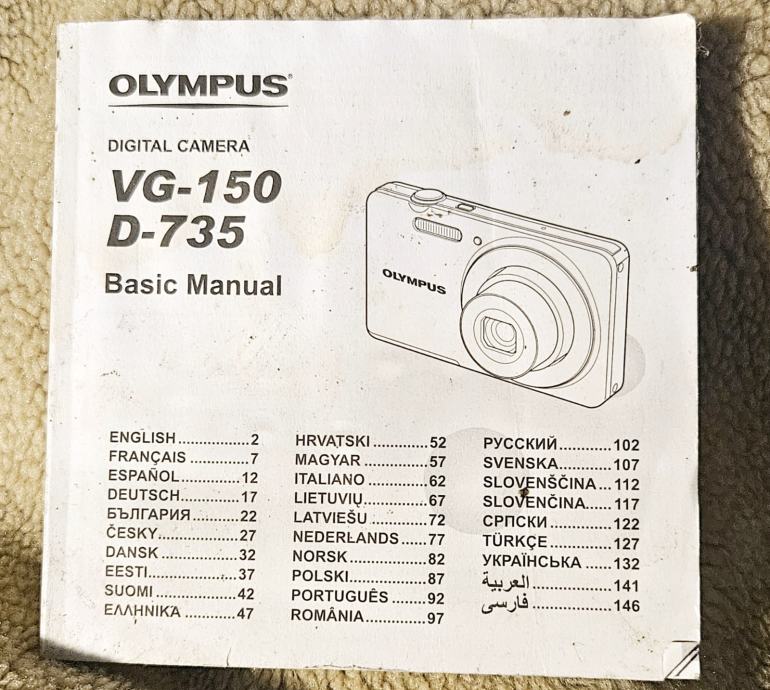 OLYMPUS®
DIGITAL CAMERA
VG-150
D-735
Basic Manual
OLYMPUS
ENGLISH..............2
FRANÇAIS............7
ESPAÑOL............12
DEUTSCH............17
БЪЛГАРИЯ.........22
ČESKY................27
DANSK...............32
EESTI..................37
SUOMI................42
ΕΛΛΗΝΙΚΑ...........47
HRVATSKI...........52
MAGYAR.............57
ITALIANO............62
LIETUVIŲ............67
LATVIEŠU...........72
NEDERLANDS.....77
NORSK...............82
POLSKI...............87
PORTUGUÊS.......92
ROMÂNIA............97
РУССКИЙ...........102
SVENSKA...........107
SLOVENŠČINA...112
SLOVENČINA......117
СРПСКИ.............122
TÜRKÇE.............127
УКРАЇНСЬКА......132
العربية..................141
فارسی..................146